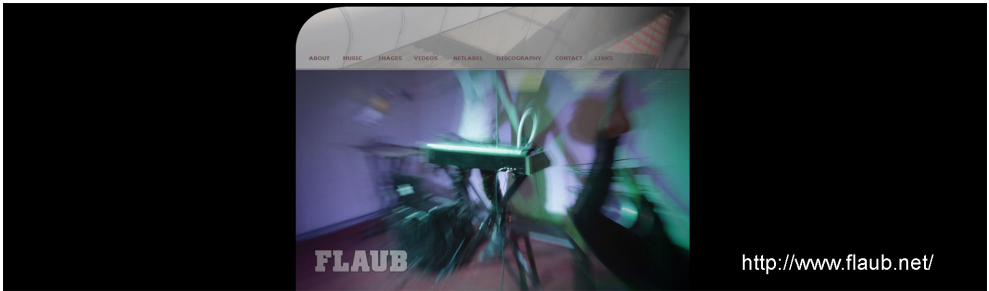 ABOUT MUSIC IMAGES VIDEOS NETLABEL DISCOGRAPHY CONTACT LINKS
FLAUB
http://www.flaub.net/